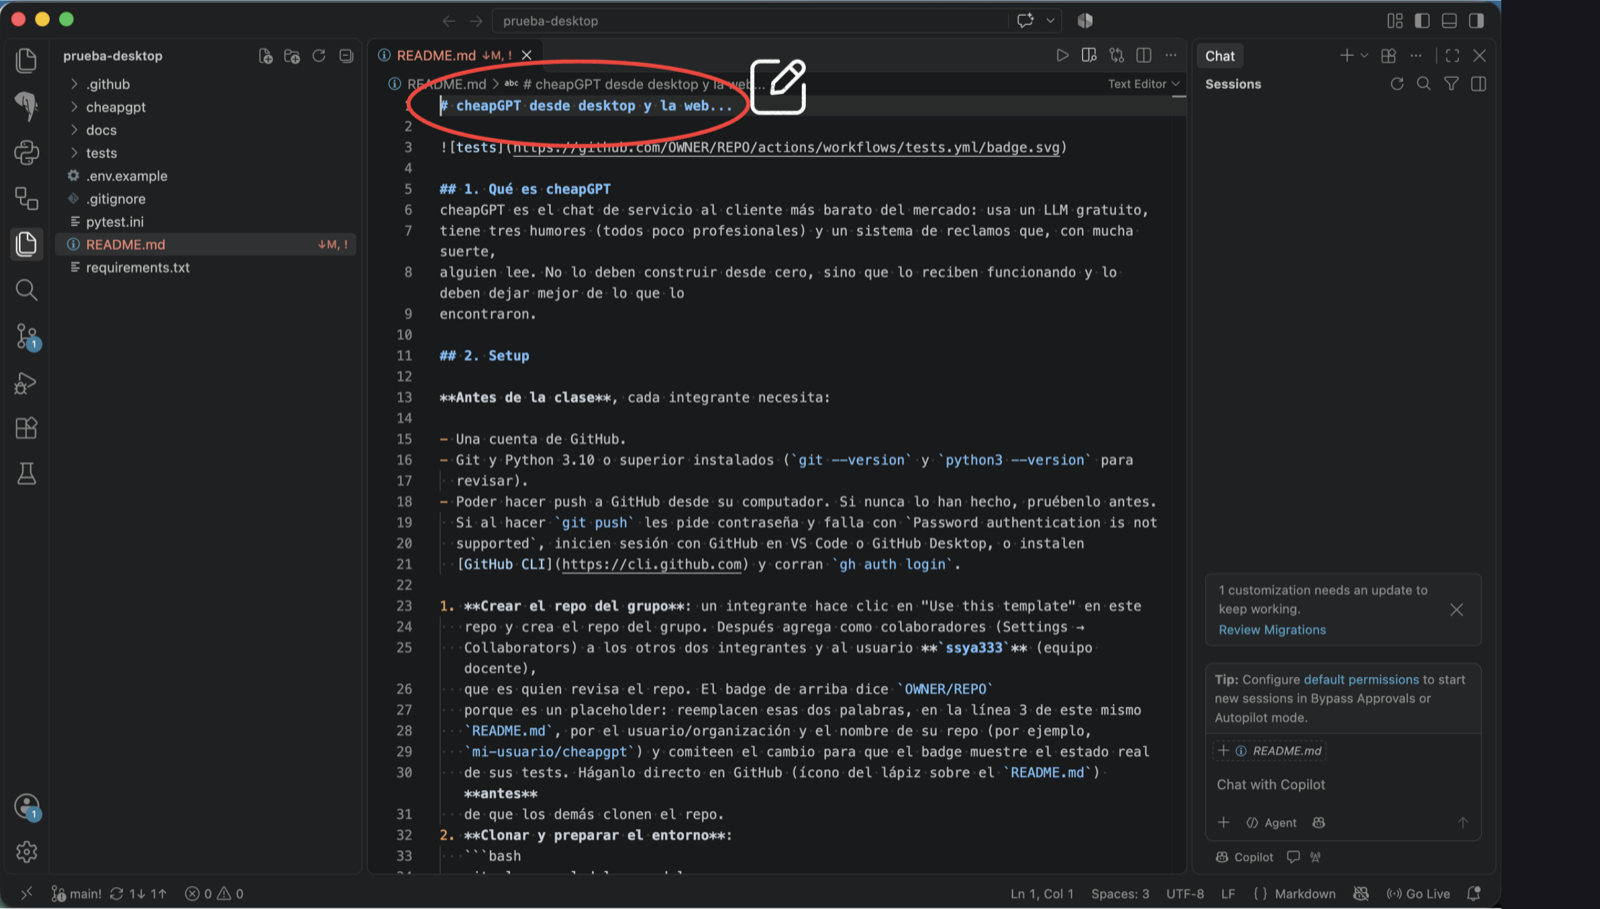 prueba-desktop
prueba-desktop
.github
cheapgpt
docs
tests
.env.example
.gitignore
pytest.ini
README.md ↓M, !
requirements.txt
README.md ↓M, !
README.md > abc # cheapGPT desde desktop y la web...
Text Editor
1 # cheapGPT desde desktop y la web...
2
3 ![tests](https://github.com/OWNER/REPO/actions/workflows/tests.yml/badge.svg)
4
5 ## 1. Qué es cheapGPT
6 cheapGPT es el chat de servicio al cliente más barato del mercado: usa un LLM gratuito,
7 tiene tres humores (todos poco profesionales) y un sistema de reclamos que, con mucha
suerte,
8 alguien lee. No lo deben construir desde cero, sino que lo reciben funcionando y lo
deben dejar mejor de lo que lo
9 encontraron.
10
11 ## 2. Setup
12
13 **Antes de la clase**, cada integrante necesita:
14
15 - Una cuenta de GitHub.
16 - Git y Python 3.10 o superior instalados (`git --version` y `python3 --version` para
17 revisar).
18 - Poder hacer push a GitHub desde su computador. Si nunca lo han hecho, pruébenlo antes.
19 Si al hacer `git push` les pide contraseña y falla con `Password authentication is not
20 supported`, inicien sesión con GitHub en VS Code o GitHub Desktop, o instalen
21 [GitHub CLI](https://cli.github.com) y corran `gh auth login`.
22
23 1. **Crear el repo del grupo**: un integrante hace clic en "Use this template" en este
24 repo y crea el repo del grupo. Después agrega como colaboradores (Settings →
25 Collaborators) a los otros dos integrantes y al usuario **`ssya333`** (equipo
docente),
26 que es quien revisa el repo. El badge de arriba dice `OWNER/REPO`
27 porque es un placeholder: reemplacen esas dos palabras, en la línea 3 de este mismo
28 `README.md`, por el usuario/organización y el nombre de su repo (por ejemplo,
29 `mi-usuario/cheapgpt`) y comiteen el cambio para que el badge muestre el estado real
30 de sus tests. Háganlo directo en GitHub (ícono del lápiz sobre el `README.md`)
**antes**
31 de que los demás clonen el repo.
32 2. **Clonar y preparar el entorno**:
33 ```bash
Chat
Sessions
1 customization needs an update to
keep working.
Review Migrations
Tip: Configure default permissions to start
new sessions in Bypass Approvals or
Autopilot mode.
README.md
Chat with Copilot
Agent
Copilot
1
1
main! 1↓ 1↑ 0 0
Ln 1, Col 1 Spaces: 3 UTF-8 LF { } Markdown Go Live